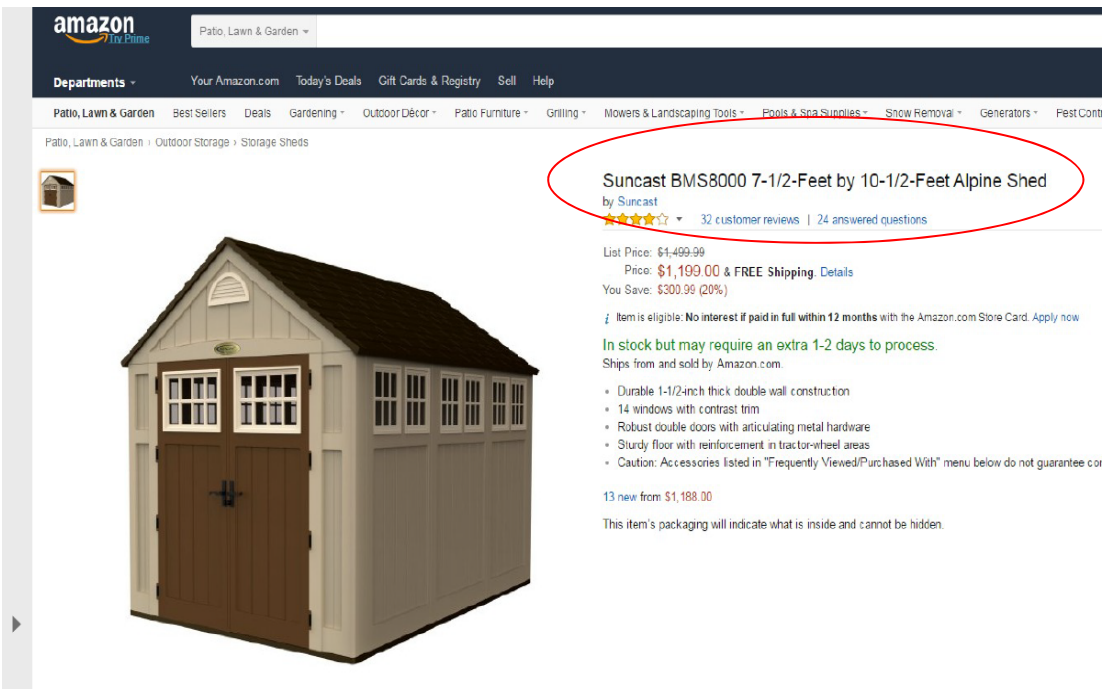 amazon
Try Prime
Patio, Lawn & Garden
Departments
Your Amazon.com Today's Deals Gift Cards & Registry Sell Help
Patio, Lawn & Garden Best Sellers Deals Gardening Outdoor Décor Patio Furniture Grilling Mowers & Landscaping Tools Pools & Spa Supplies Snow Removal Generators Pest Contr
Patio, Lawn & Garden › Outdoor Storage › Storage Sheds
Suncast BMS8000 7-1/2-Feet by 10-1/2-Feet Alpine Shed
by Suncast
32 customer reviews | 24 answered questions
List Price: $1,499.99
Price: $1,199.00 & FREE Shipping. Details
You Save: $300.99 (20%)
i Item is eligible: No interest if paid in full within 12 months with the Amazon.com Store Card. Apply now
In stock but may require an extra 1-2 days to process.
Ships from and sold by Amazon.com.
Durable 1-1/2-inch thick double wall construction
14 windows with contrast trim
Robust double doors with articulating metal hardware
Sturdy floor with reinforcement in tractor-wheel areas
Caution: Accessories listed in "Frequently Viewed/Purchased With" menu below do not guarantee cor
13 new from $1,188.00
This item's packaging will indicate what is inside and cannot be hidden.